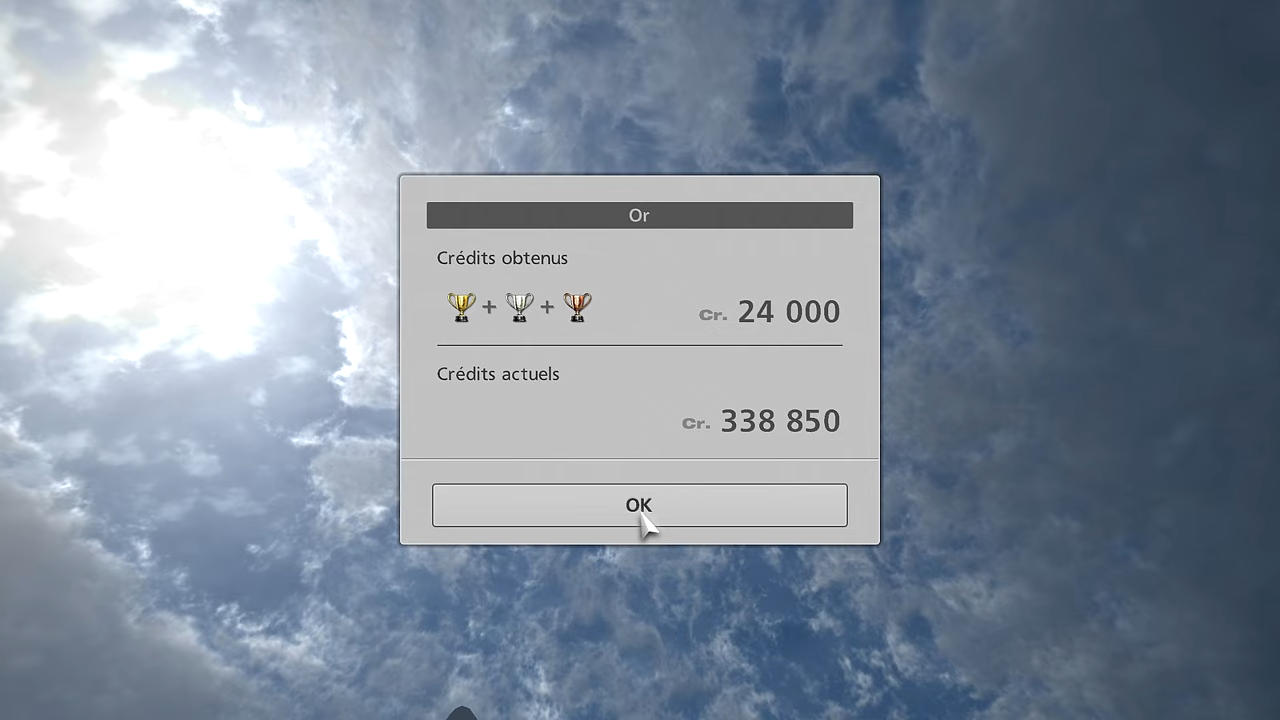 Or
Crédits obtenus
+ + Cr. 24 000
Crédits actuels
Cr. 338 850
OK